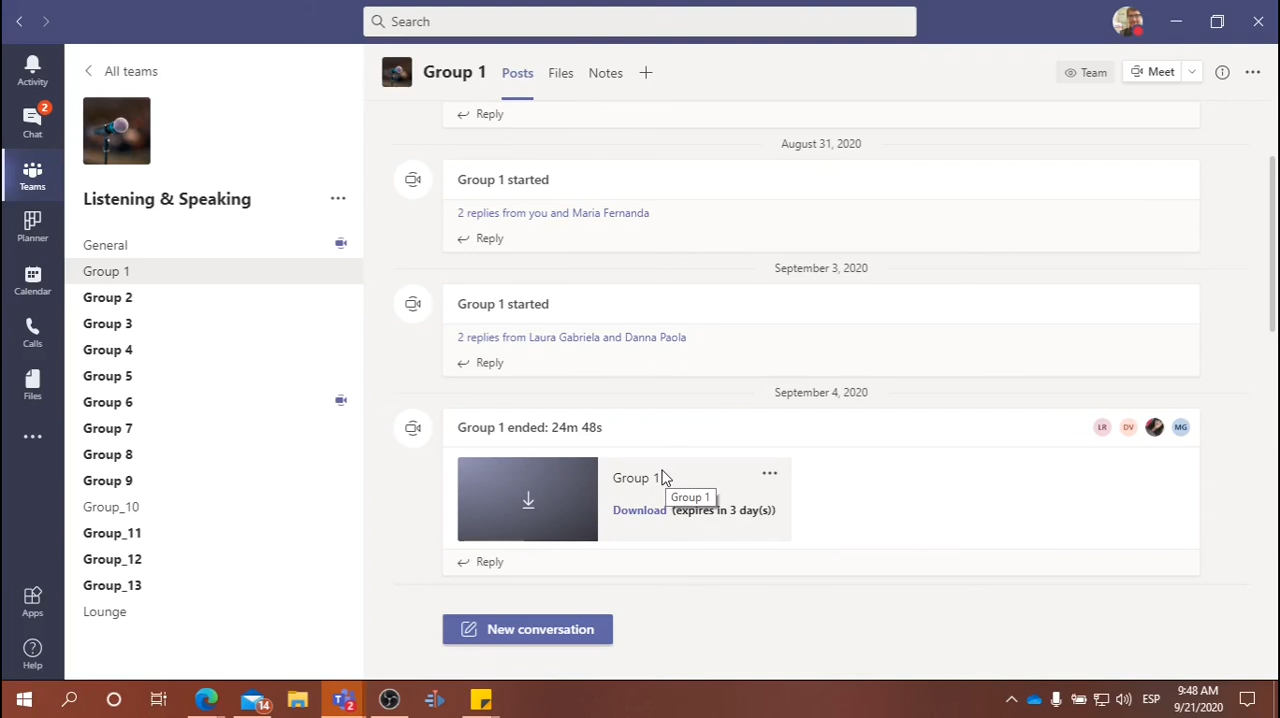 Search
Activity
2
Chat
Teams
Planner
Calendar
Calls
Files
Apps
Help
All teams
Listening & Speaking
General
Group 1
Group 2
Group 3
Group 4
Group 5
Group 6
Group 7
Group 8
Group 9
Group_10
Group_11
Group_12
Group_13
Lounge
Group 1 Posts Files Notes
Team Meet
Reply
August 31, 2020
Group 1 started
2 replies from you and Maria Fernanda
Reply
September 3, 2020
Group 1 started
2 replies from Laura Gabriela and Danna Paola
Reply
September 4, 2020
Group 1 ended: 24m 48s
LR DV MG
Group 1
Group 1
Download (expires in 3 day(s))
Reply
New conversation
14
2
ESP
9:48 AM
9/21/2020